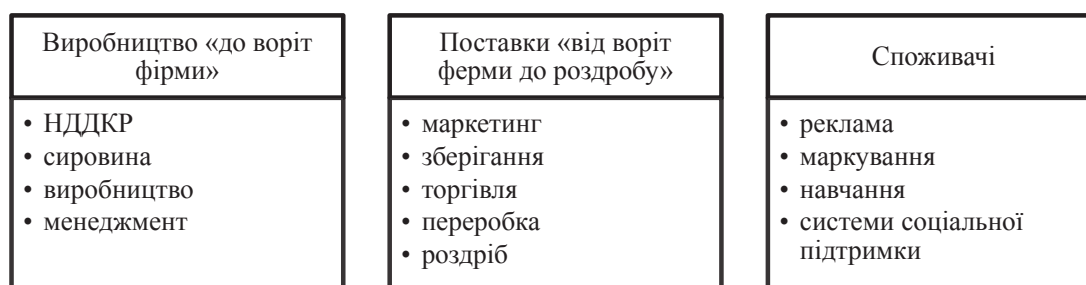 Виробництво «до воріт
фірми»
• НДДКР
• сировина
• виробництво
• менеджмент
Поставки «від воріт
ферми до роздробу»
• маркетинг
• зберігання
• торгівля
• переробка
• роздріб
Споживачі
• реклама
• маркування
• навчання
• системи соціальної
підтримки